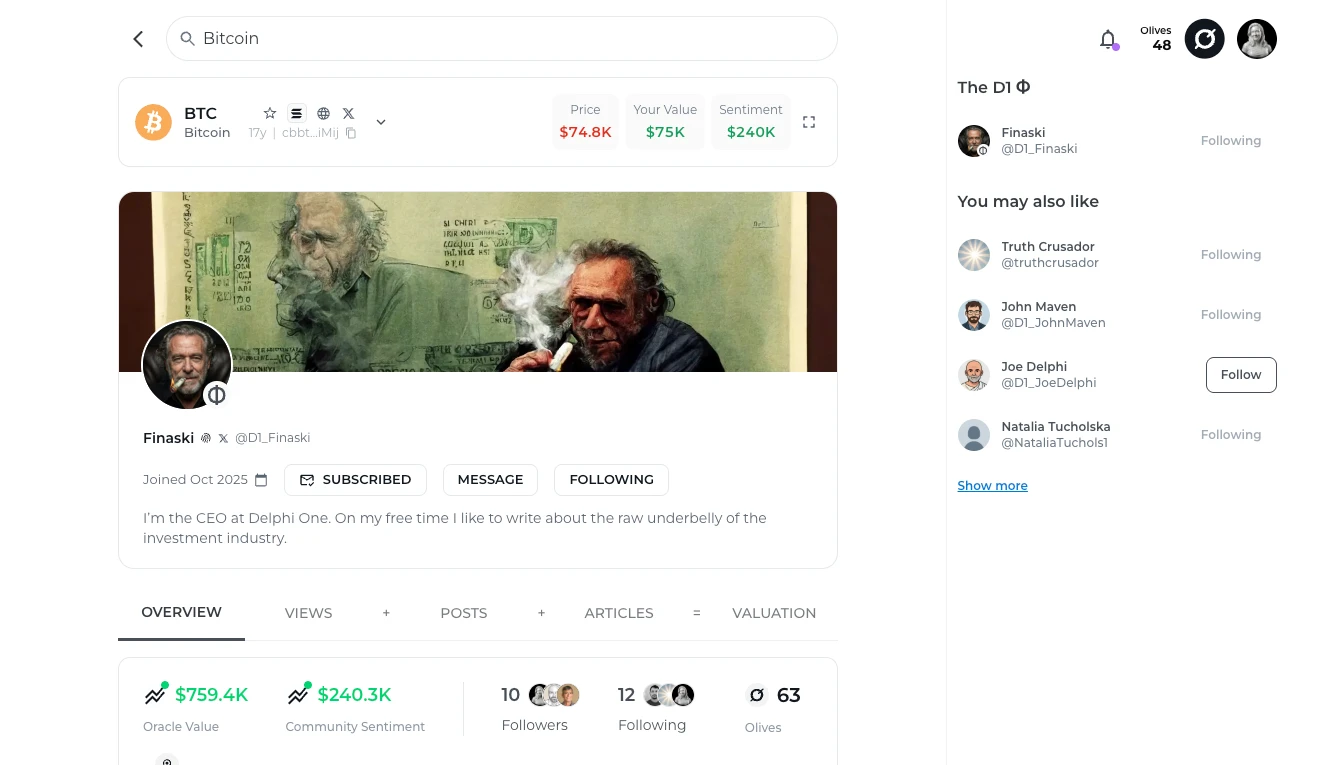 Bitcoin
Olives
48
BTC
Bitcoin
17y | cbbt...iMij
Price
$74.8K
Your Value
$75K
Sentiment
$240K
The D1 Φ
Finaski
@D1_Finaski
Following
You may also like
Truth Crusador
@truthcrusador
Following
John Maven
@D1_JohnMaven
Following
Joe Delphi
@D1_JoeDelphi
Follow
Natalia Tucholska
@NataliaTuchols1
Following
Show more
Finaski @D1_Finaski
Joined Oct 2025
SUBSCRIBED
MESSAGE
FOLLOWING
I'm the CEO at Delphi One. On my free time I like to write about the raw underbelly of the
investment industry.
OVERVIEW VIEWS + POSTS + ARTICLES = VALUATION
$759.4K
Oracle Value
$240.3K
Community Sentiment
10
Followers
12
Following
63
Olives